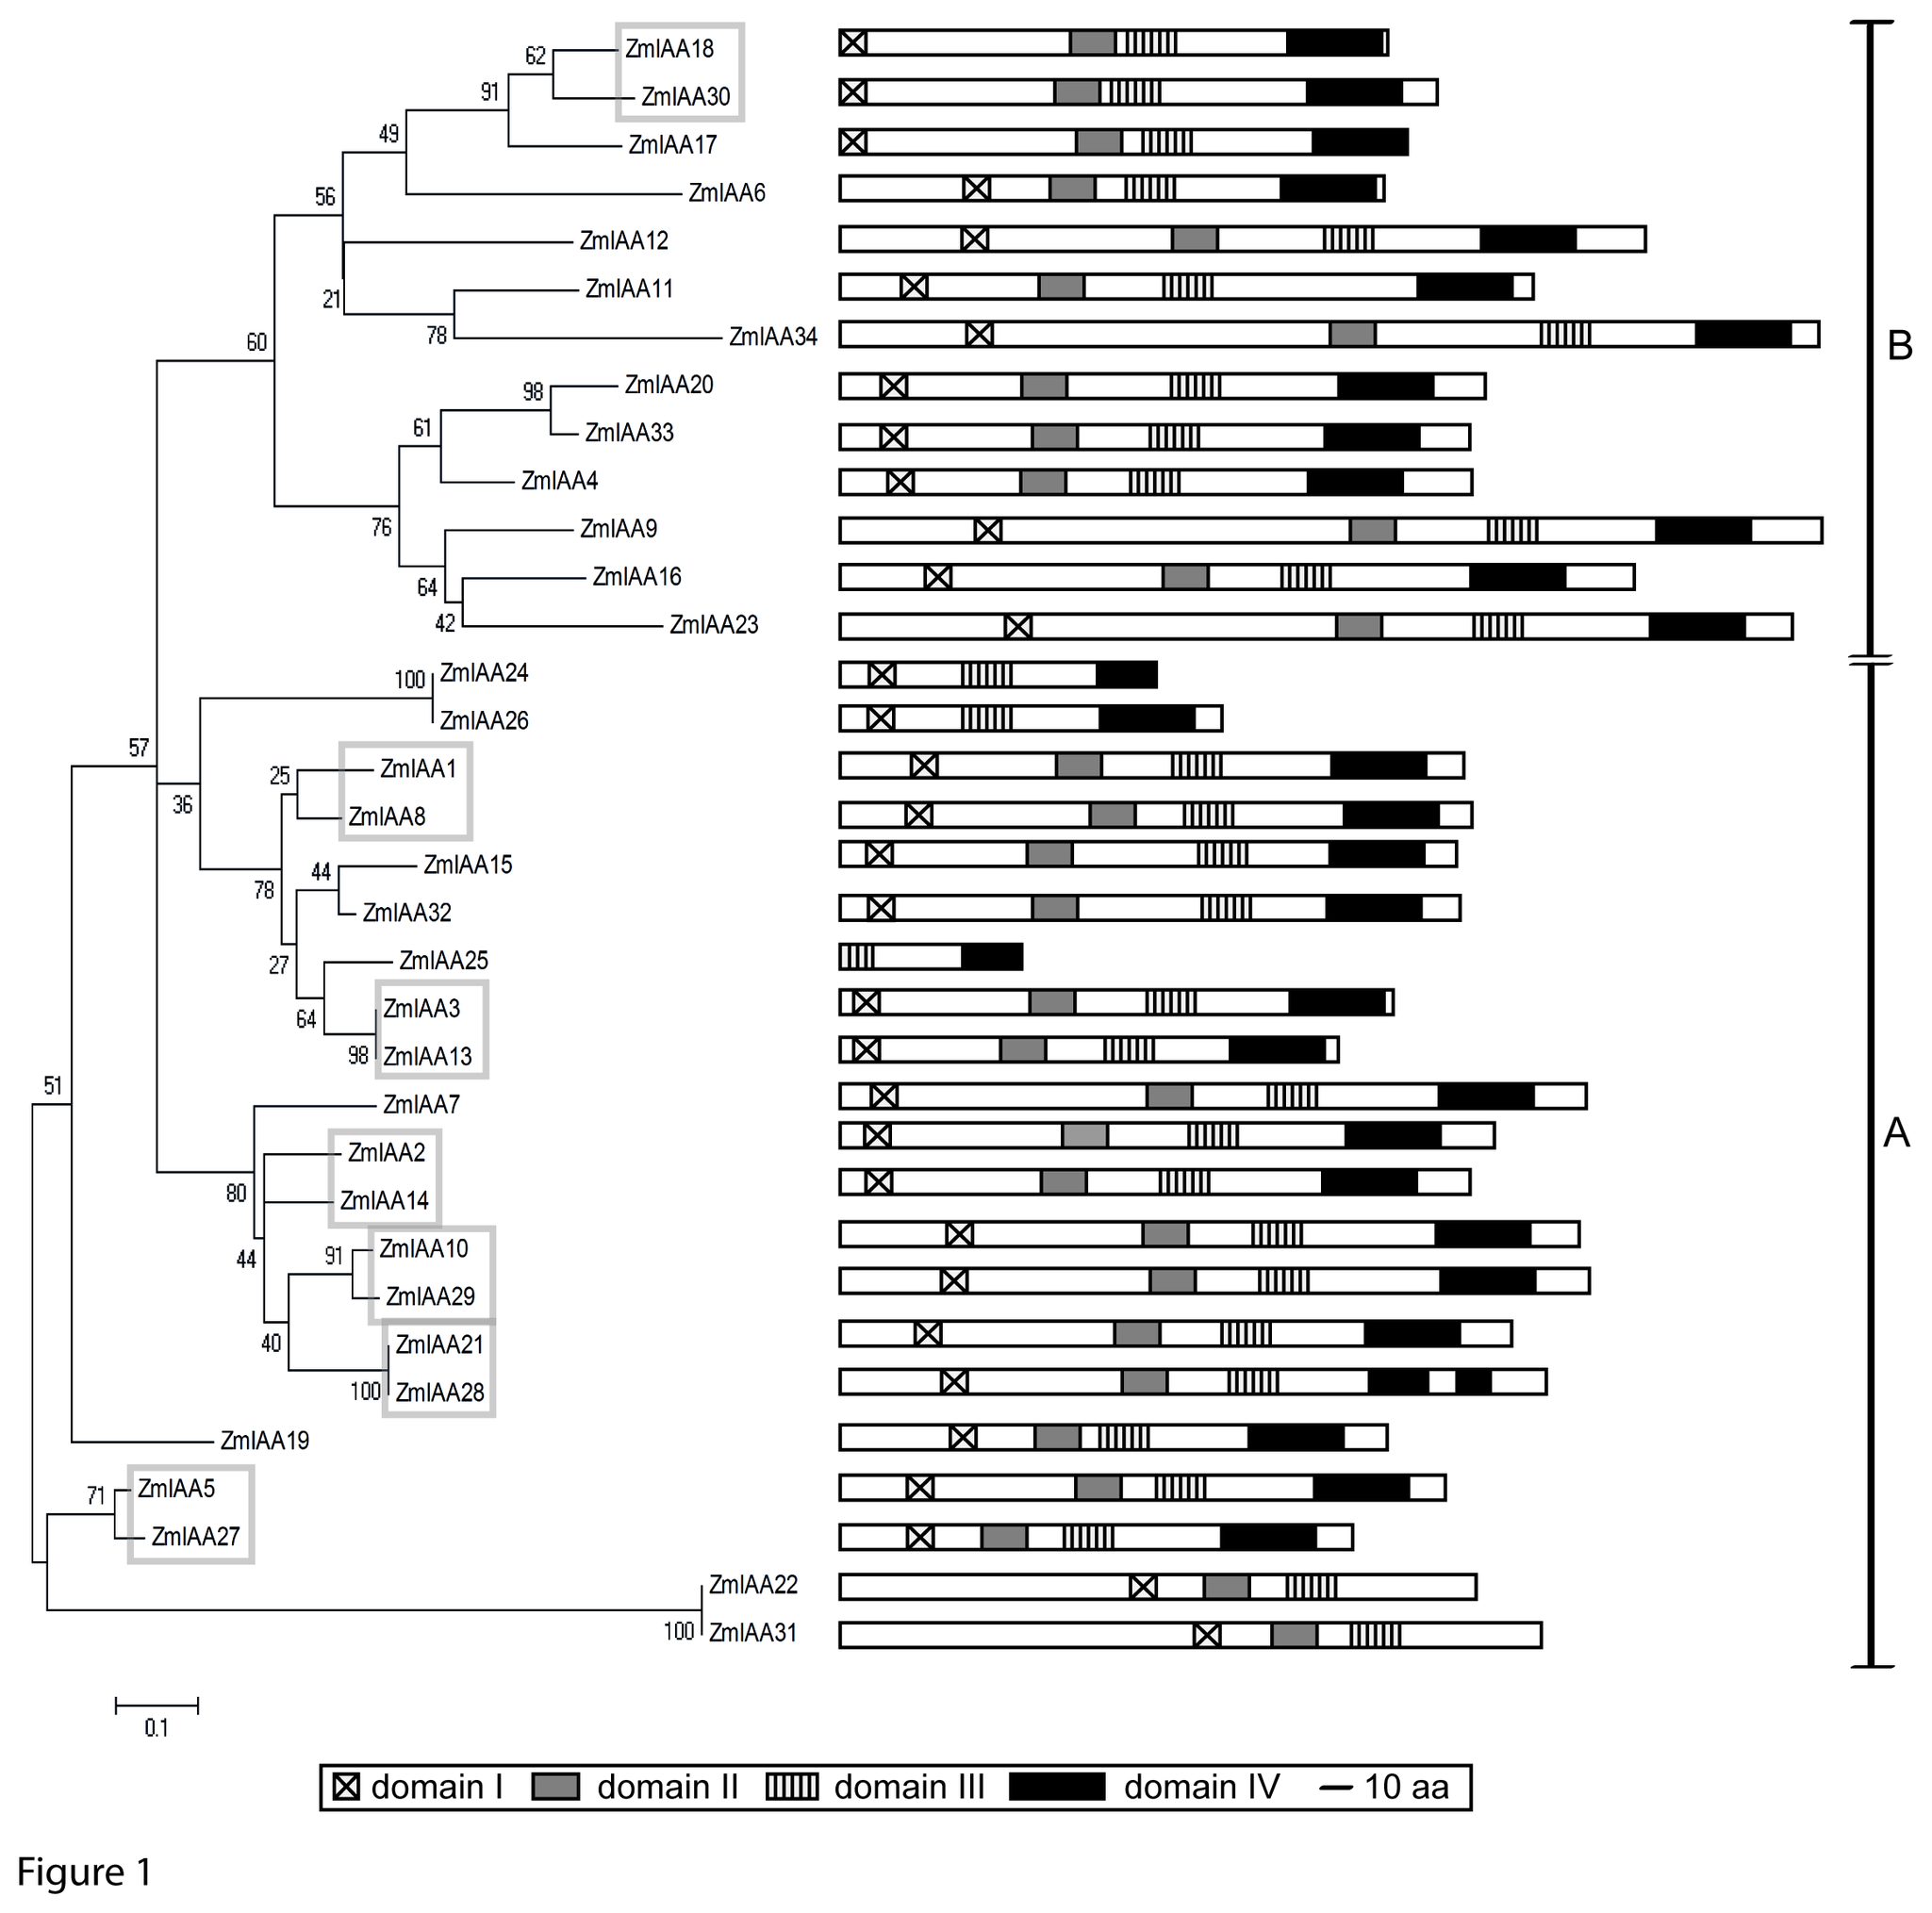 62
ZmIAA18
91
ZmIAA30
49
ZmIAA17
56
ZmIAA6
ZmIAA12
21
ZmIAA11
78
ZmIAA34
60
B
98
ZmIAA20
61
ZmIAA33
ZmIAA4
76
ZmIAA9
64
ZmIAA16
42
ZmIAA23
100
ZmIAA24
ZmIAA26
57
36
25
ZmIAA1
ZmIAA8
78
44
ZmIAA15
ZmIAA32
27
ZmIAA25
64
ZmIAA3
98
ZmIAA13
51
ZmIAA7
A
80
ZmIAA2
ZmIAA14
44
91
ZmIAA10
ZmIAA29
40
ZmIAA21
100
ZmIAA28
ZmIAA19
71
ZmIAA5
ZmIAA27
ZmIAA22
100
ZmIAA31
0.1
domain I domain II domain III domain IV 10 aa
Figure 1